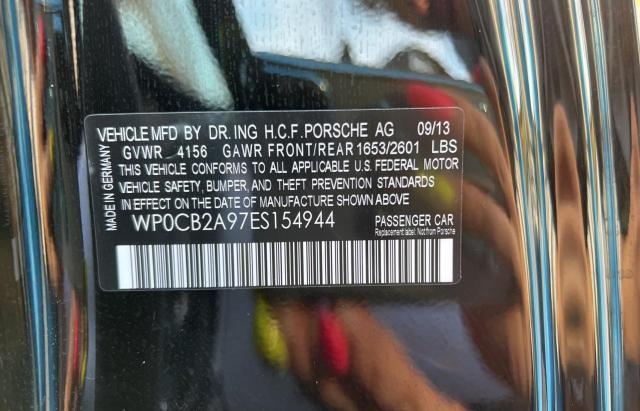 VEHICLE MFD BY DR. ING H.C.F. PORSCHE AG 09/13
GVWR 4156 GAWR FRONT/REAR 1653/2601 LBS
THIS VEHICLE CONFORMS TO ALL APPLICABLE U.S. FEDERAL MOTOR
VEHICLE SAFETY, BUMPER, AND THEFT PREVENTION STANDARDS
IN EFFECT ON THE DATE OF MANUFACTURE SHOWN ABOVE
WP0CB2A97ES154944 PASSENGER CAR
Replacement label. Not from Porsche
MADE IN GERMANY